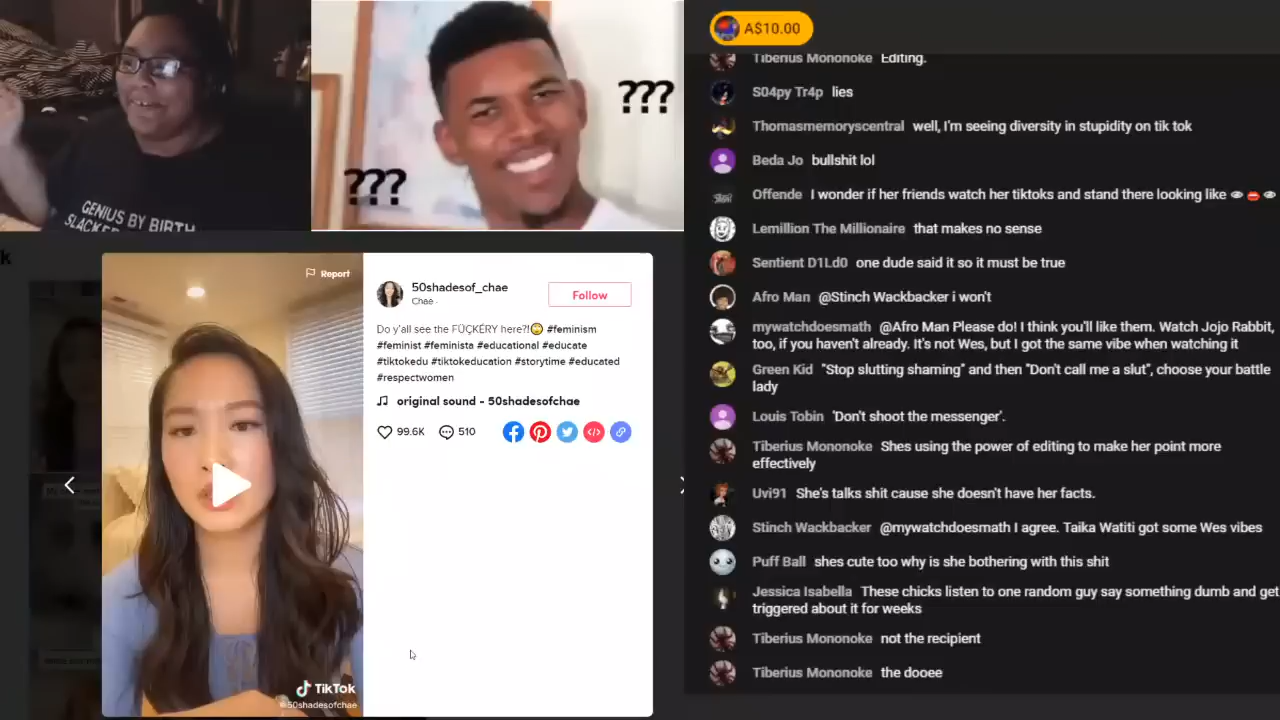 GENIUS BY BIRTH
SLACKER
???
???
k
Report
TikTok
@50shadesofchae
50shadesof_chae
Chae ·
Follow
Do y'all see the FÜÇKÉRY here?!🙄 #feminism
#feminist #feminista #educational #educate
#tiktokedu #tiktokeducation #storytime #educated
#respectwomen
original sound - 50shadesofchae
99.6K 510
A$10.00
Tiberius Mononoke Editing.
S04py Tr4p lies
Thomasmemoryscentral well, I'm seeing diversity in stupidity on tik tok
Beda Jo bullshit lol
Offende I wonder if her friends watch her tiktoks and stand there looking like 👁 👄 👁
Lemillion The Millionaire that makes no sense
Sentient D1Ld0 one dude said it so it must be true
Afro Man @Stinch Wackbacker i won't
mywatchdoesmath @Afro Man Please do! I think you'll like them. Watch Jojo Rabbit,
too, if you haven't already. It's not Wes, but I got the same vibe when watching it
Green Kid "Stop slutting shaming" and then "Don't call me a slut", choose your battle
lady
Louis Tobin 'Don't shoot the messenger'.
Tiberius Mononoke Shes using the power of editing to make her point more
effectively
Uvi91 She's talks shit cause she doesn't have her facts.
Stinch Wackbacker @mywatchdoesmath I agree. Taika Watiti got some Wes vibes
Puff Ball shes cute too why is she bothering with this shit
Jessica Isabella These chicks listen to one random guy say something dumb and get
triggered about it for weeks
Tiberius Mononoke not the recipient
Tiberius Mononoke the dooee